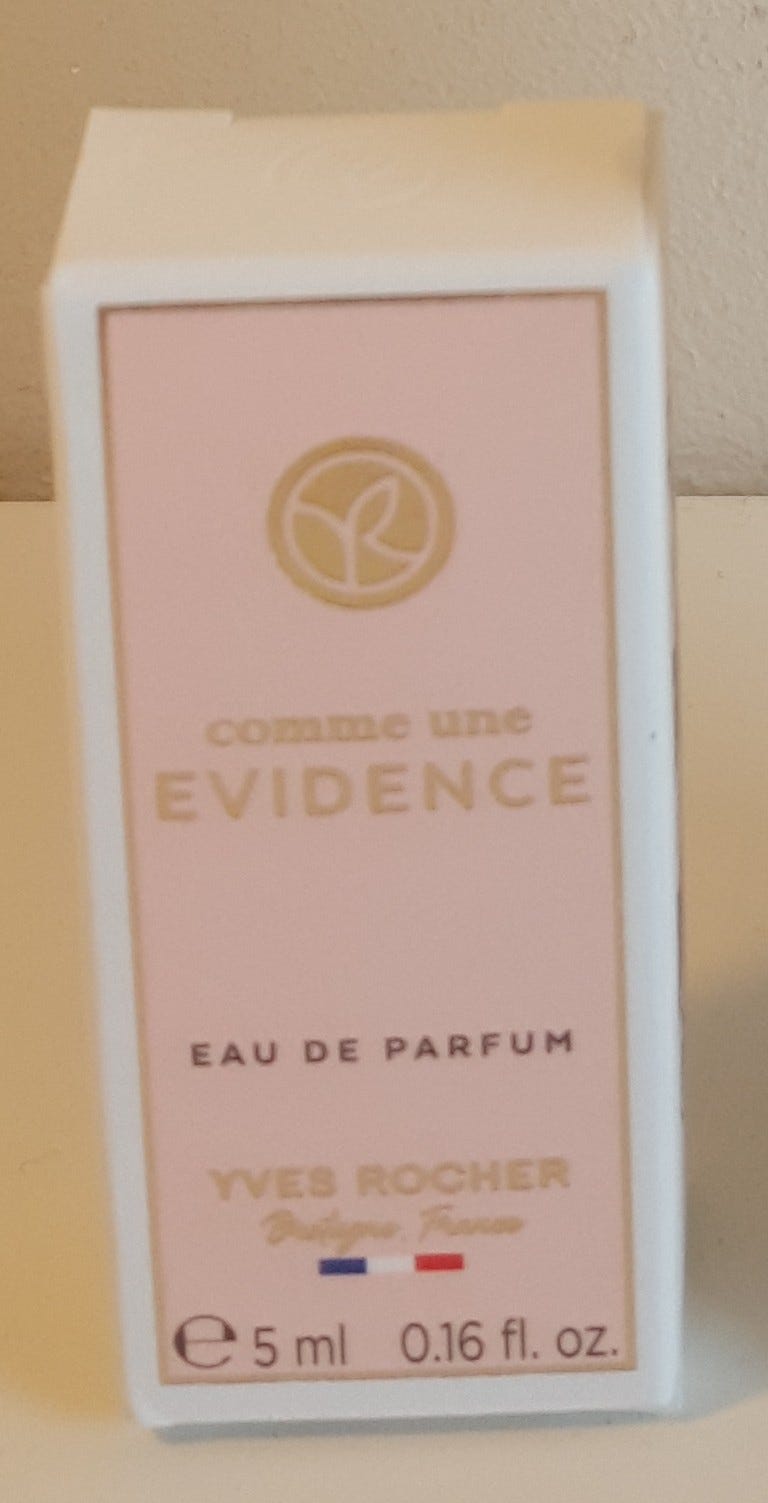 comme une
EVIDENCE
EAU DE PARFUM
YVES ROCHER
Bretagne, France
℮ 5 ml 0.16 fl. oz.